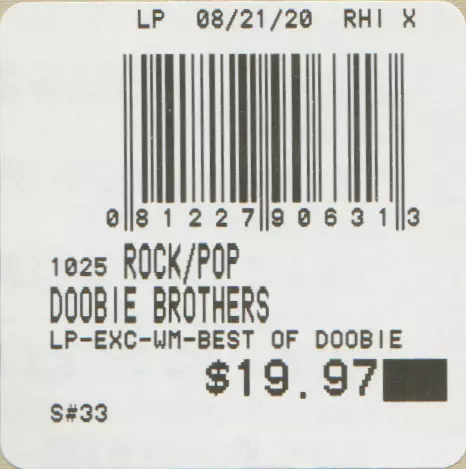 LP 08/21/20 RHI X
0 81227 90631 3
1025 ROCK/POP
DOOBIE BROTHERS
LP-EXC-WM-BEST OF DOOBIE
$19.97
S#33